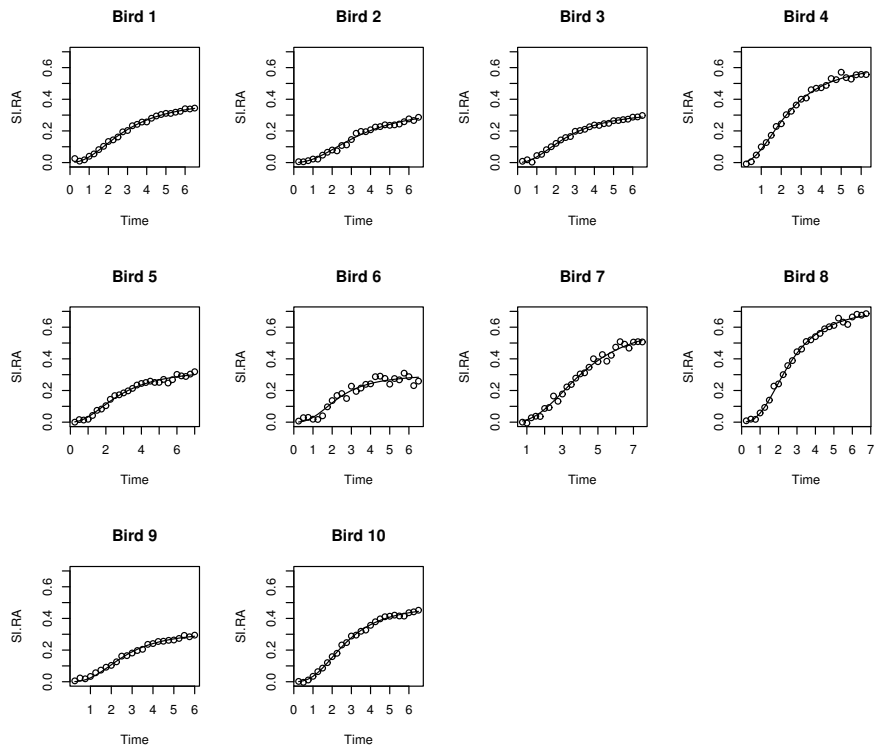 Bird 1
SI.RA
0.0 0.2 0.4 0.6
0 1 2 3 4 5 6
Time
Bird 2
SI.RA
0.0 0.2 0.4 0.6
0 1 2 3 4 5 6
Time
Bird 3
SI.RA
0.0 0.2 0.4 0.6
0 1 2 3 4 5 6
Time
Bird 4
SI.RA
0.0 0.2 0.4 0.6
1 2 3 4 5 6
Time
Bird 5
SI.RA
0.0 0.2 0.4 0.6
0 2 4 6
Time
Bird 6
SI.RA
0.0 0.2 0.4 0.6
0 1 2 3 4 5 6
Time
Bird 7
SI.RA
0.0 0.2 0.4 0.6
1 3 5 7
Time
Bird 8
SI.RA
0.0 0.2 0.4 0.6
0 1 2 3 4 5 6 7
Time
Bird 9
SI.RA
0.0 0.2 0.4 0.6
1 2 3 4 5 6
Time
Bird 10
SI.RA
0.0 0.2 0.4 0.6
0 1 2 3 4 5 6
Time